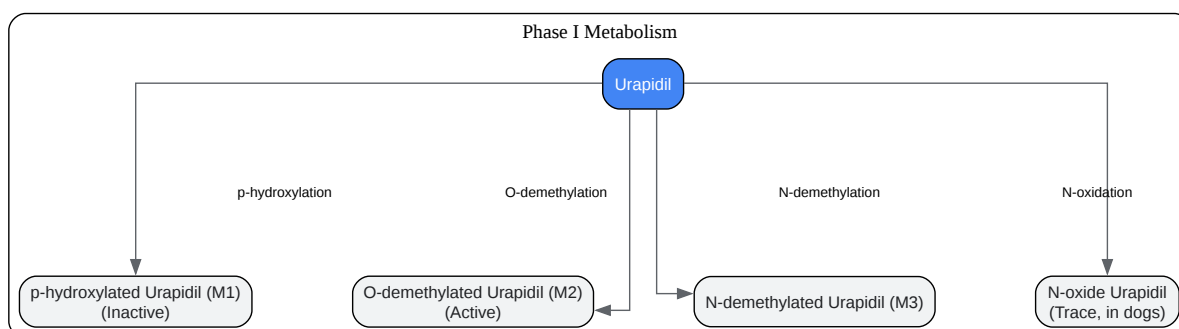 Phase I Metabolism
Urapidil
p-hydroxylation
O-demethylation
N-demethylation
N-oxidation
p-hydroxylated Urapidil (M1)
(Inactive)
O-demethylated Urapidil (M2)
(Active)
N-demethylated Urapidil (M3)
N-oxide Urapidil
(Trace, in dogs)